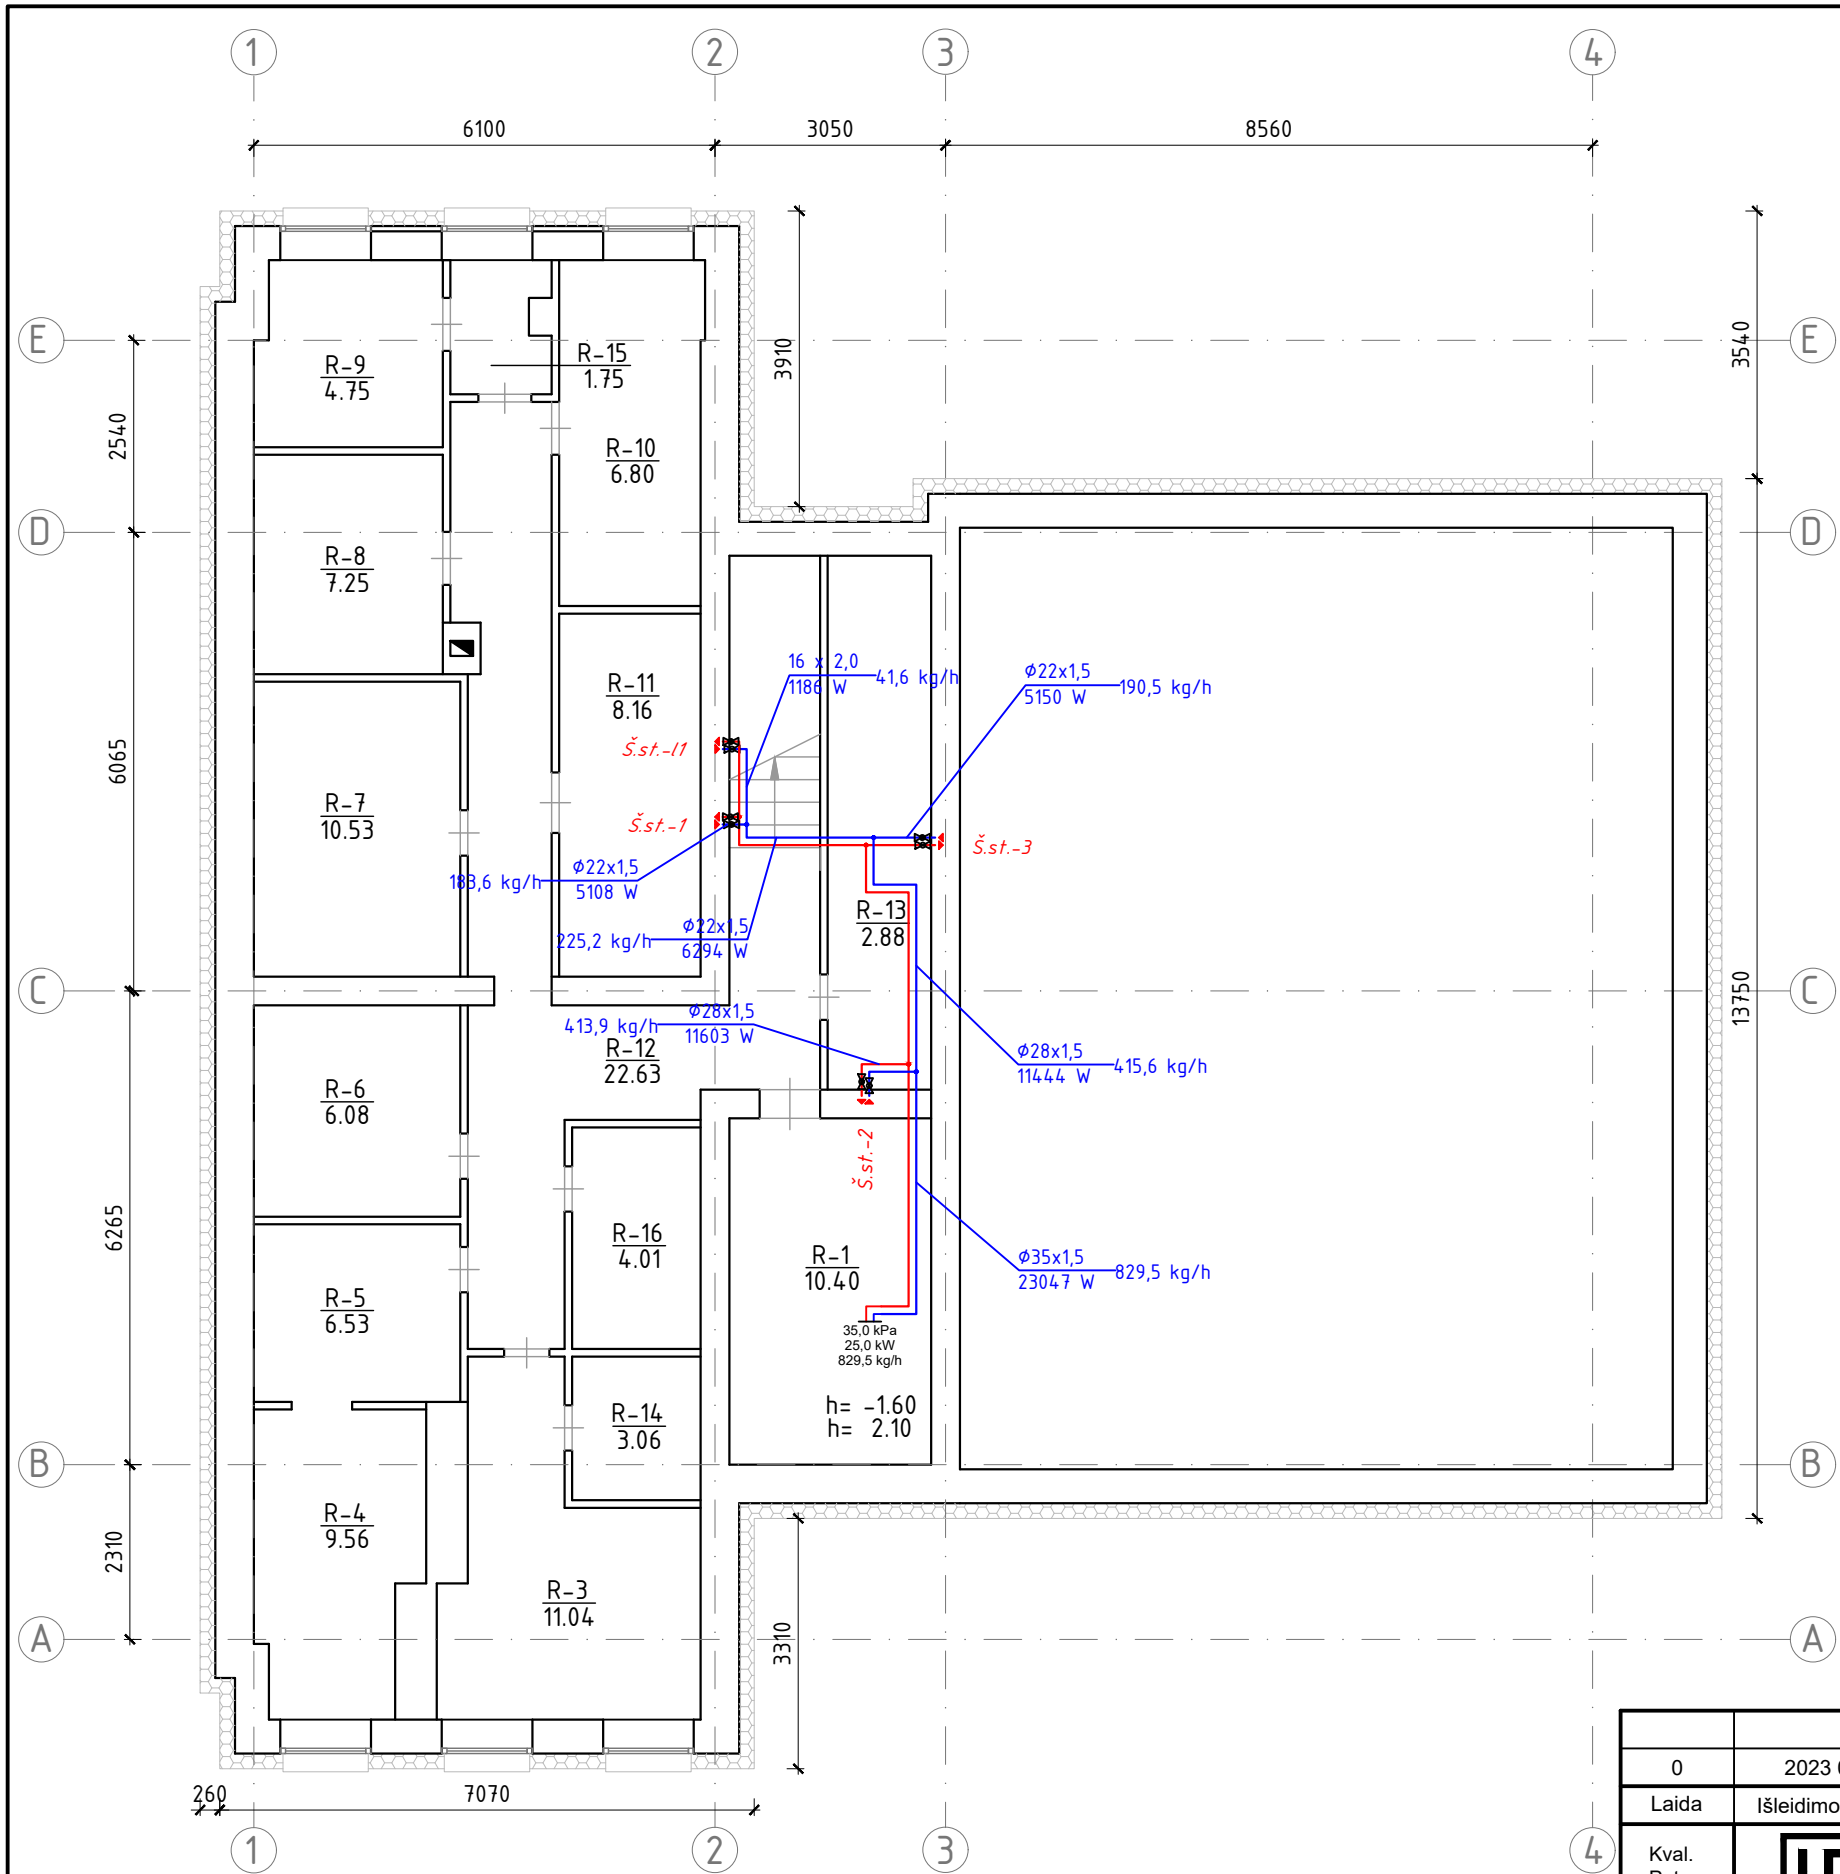 1
2
3
4
6100
3050
8560
E
E
D
D
C
C
B
B
A
A
2540
6065
6265
2310
3910
3540
13750
3310
R-9
4.75
R-15
1.75
R-10
6.80
R-8
7.25
R-11
8.16
R-7
10.53
R-13
2.88
R-12
22.63
R-6
6.08
R-16
4.01
R-1
10.40
R-5
6.53
R-14
3.06
R-4
9.56
R-3
11.04
16 x 2,0
1186 W
41,6 kg/h
ϕ22x1,5
5150 W
190,5 kg/h
Š.st.-l1
Š.st.-1
Š.st.-3
ϕ22x1,5
5108 W
183,6 kg/h
ϕ22x1,5
6294 W
225,2 kg/h
ϕ28x1,5
11603 W
413,9 kg/h
ϕ28x1,5
11444 W
415,6 kg/h
Š.st.-2
ϕ35x1,5
23047 W
829,5 kg/h
35,0 kPa
25,0 kW
829,5 kg/h
h= -1.60
h= 2.10
260
7070
1
2
3
4
0
2023
Laida
Išleidimo
Kval.